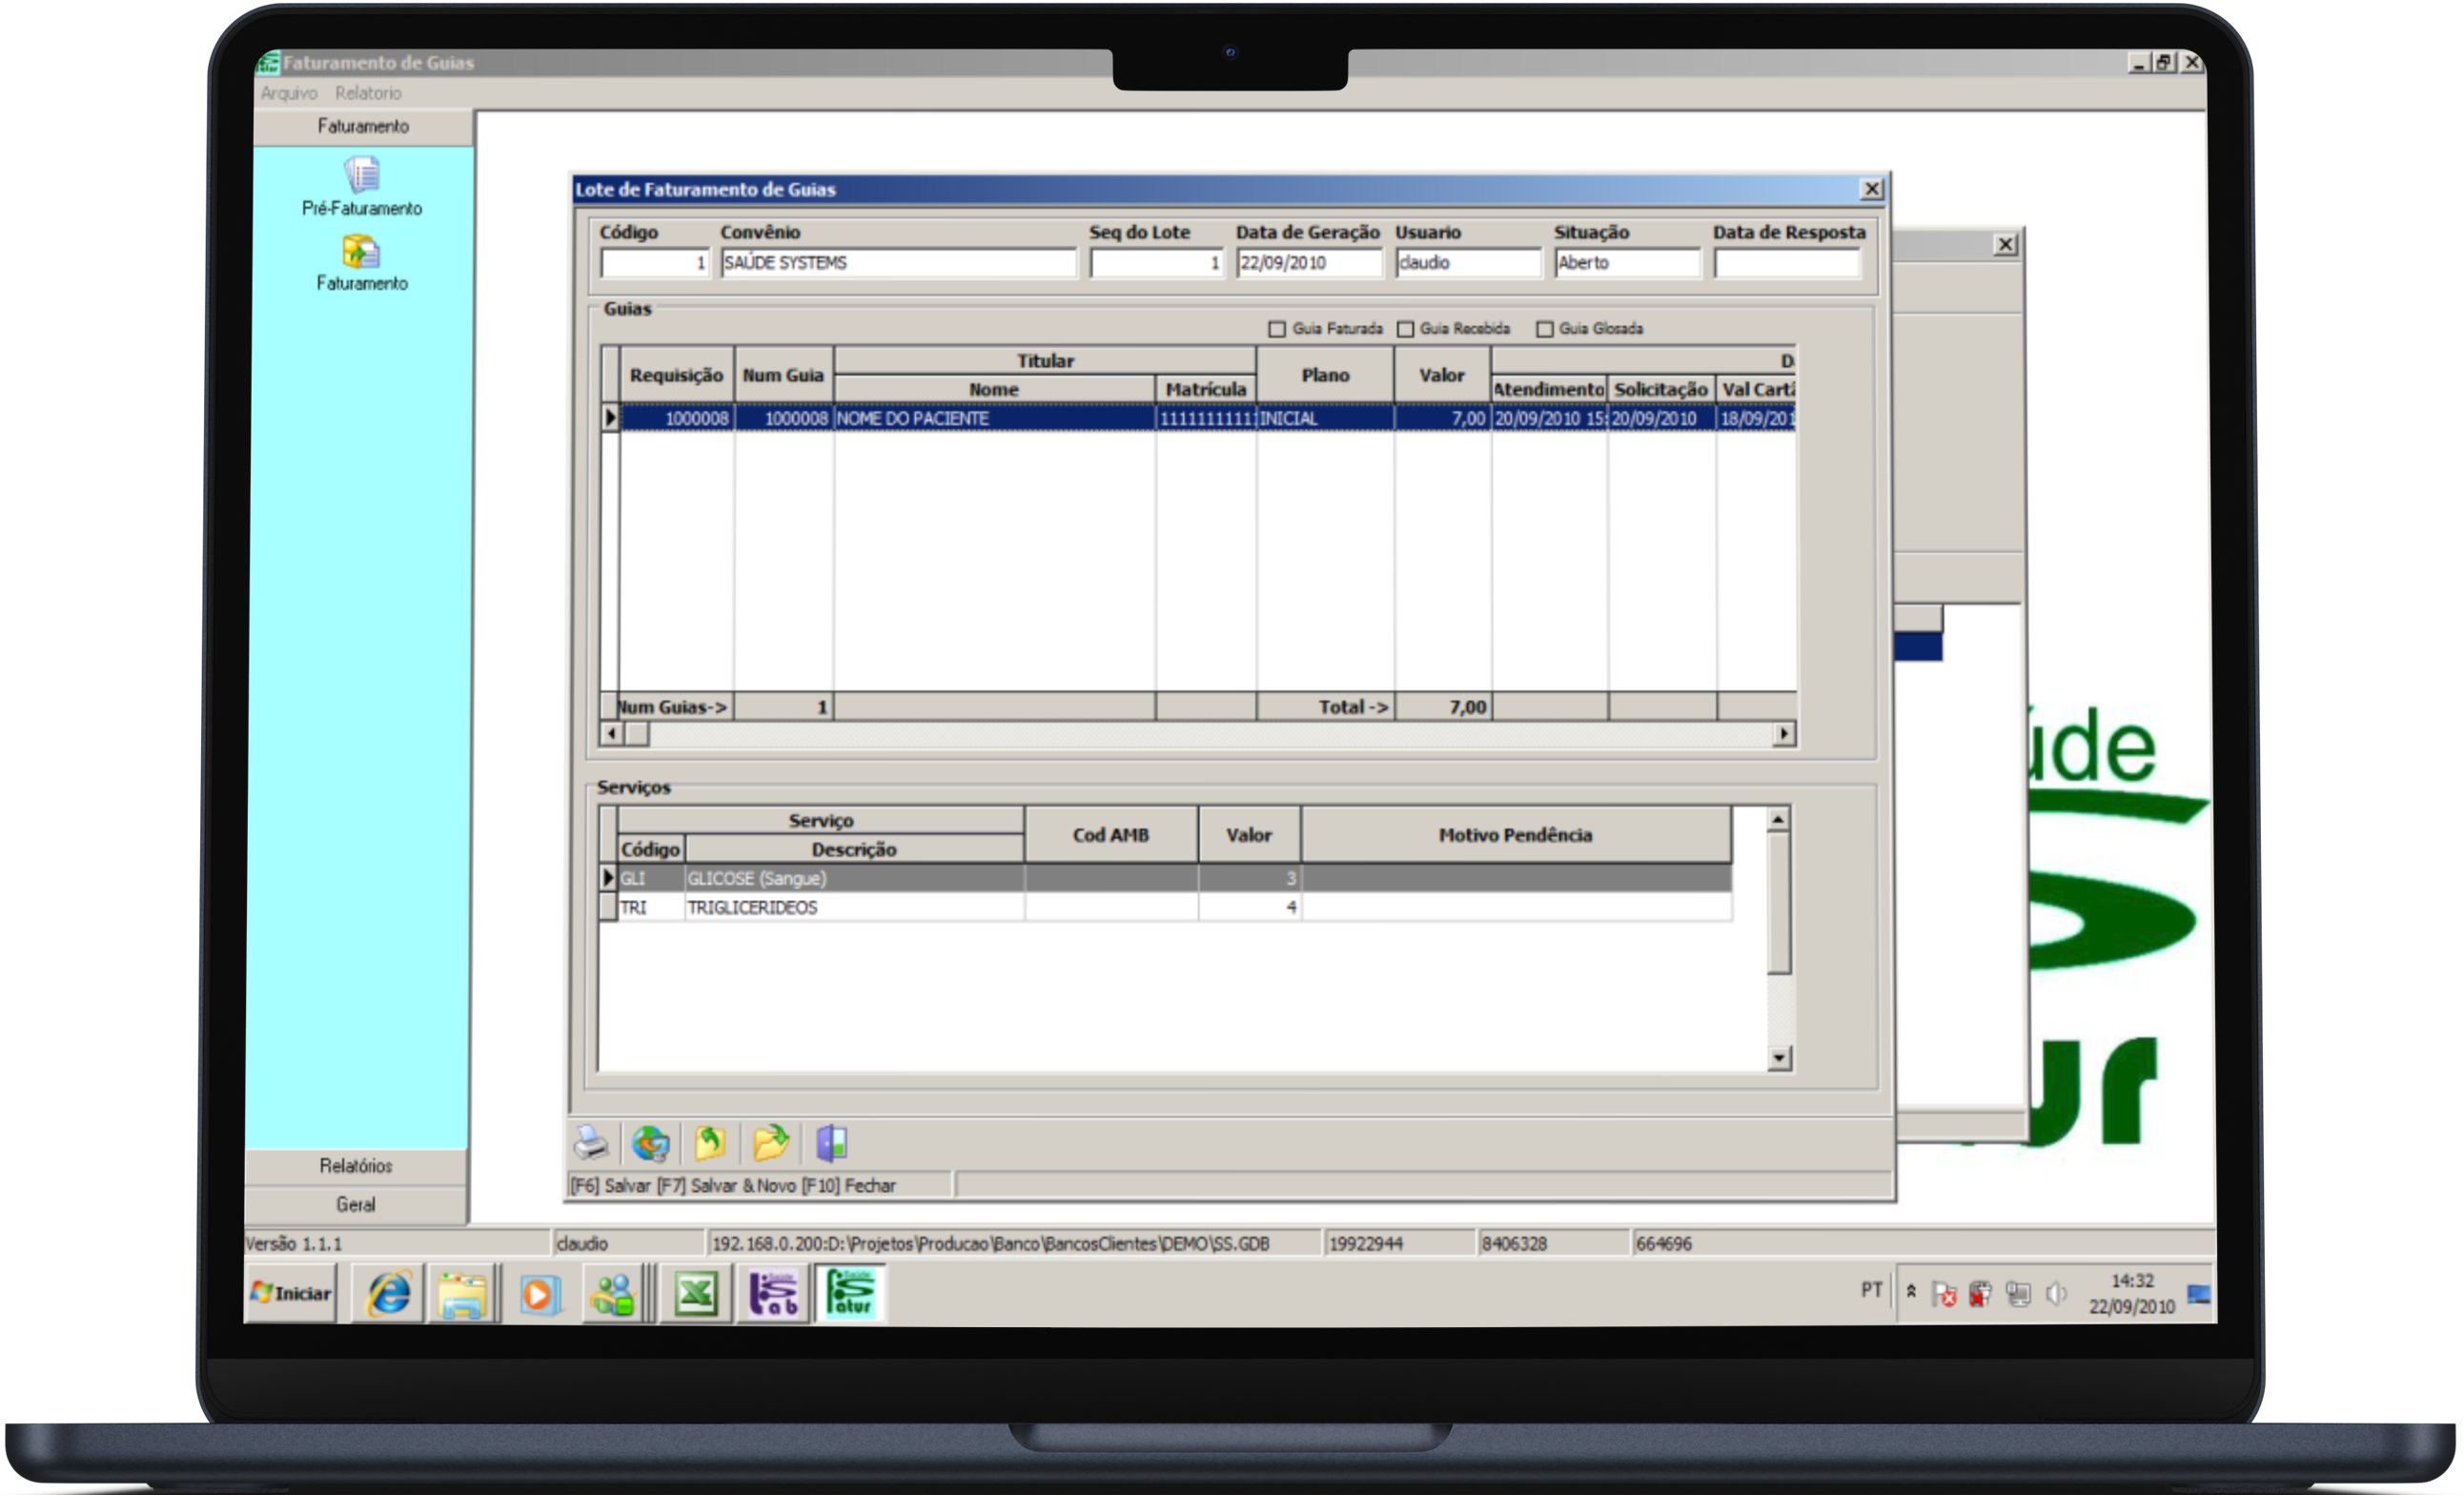 Faturamento de Guias
Arquivo Relatorio
Faturamento
Pré-Faturamento
Faturamento
Lote de Faturamento de Guias
Código Convênio Seq do Lote Data de Geração Usuario Situação Data de Resposta
1 SAÚDE SYSTEMS 1 22/09/2010 claudio Aberto
Guias
Guia Faturada Guia Recebida Guia Glosada
Requisição Num Guia Titular Plano Valor D
Nome Matrícula Atendimento Solicitação Val Cartã
1000008 1000008 NOME DO PACIENTE 11111111111 INICIAL 7,00 20/09/2010 15: 20/09/2010 18/09/201
Num Guias-> 1 Total -> 7,00
Serviços
Serviço Cod AMB Valor Motivo Pendência
Código Descrição
GLI GLICOSE (Sangue) 3
TRI TRIGLICERIDEOS 4
[F6] Salvar [F7] Salvar & Novo [F10] Fechar
úde
ur
Relatórios
Geral
Versão 1.1.1 claudio 192.168.0.200:D:\Projetos\Producao\Banco\BancosClientes\DEMO\SS.GDB 19922944 8406328 664696
Iniciar Saúde Lab Saúde Fatur PT 14:32
22/09/2010